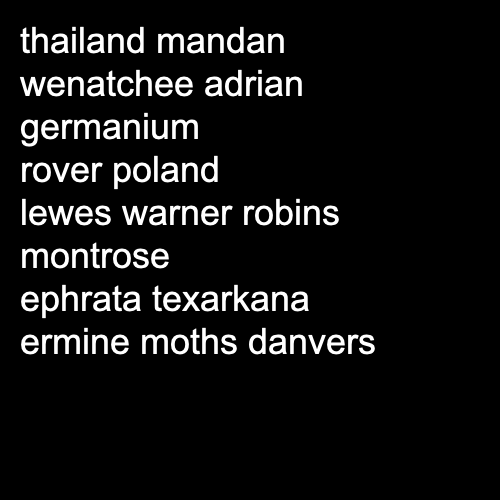 thailand mandan
wenatchee adrian
germanium
rover poland
lewes warner robins
montrose
ephrata texarkana
ermine moths danvers